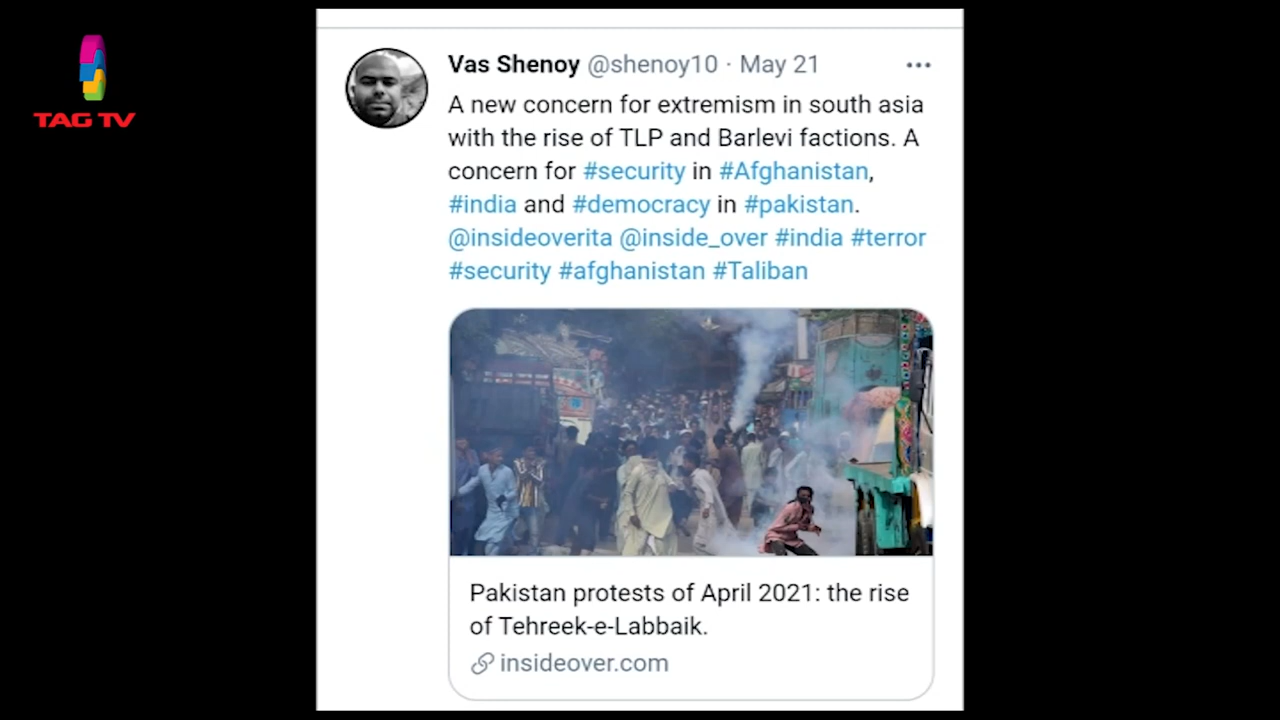 TAG TV
Vas Shenoy @shenoy10 · May 21
A new concern for extremism in south asia
with the rise of TLP and Barlevi factions. A
concern for #security in #Afghanistan,
#india and #democracy in #pakistan.
@insideoverita @inside_over #india #terror
#security #afghanistan #Taliban
Pakistan protests of April 2021: the rise
of Tehreek-e-Labbaik.
insideover.com